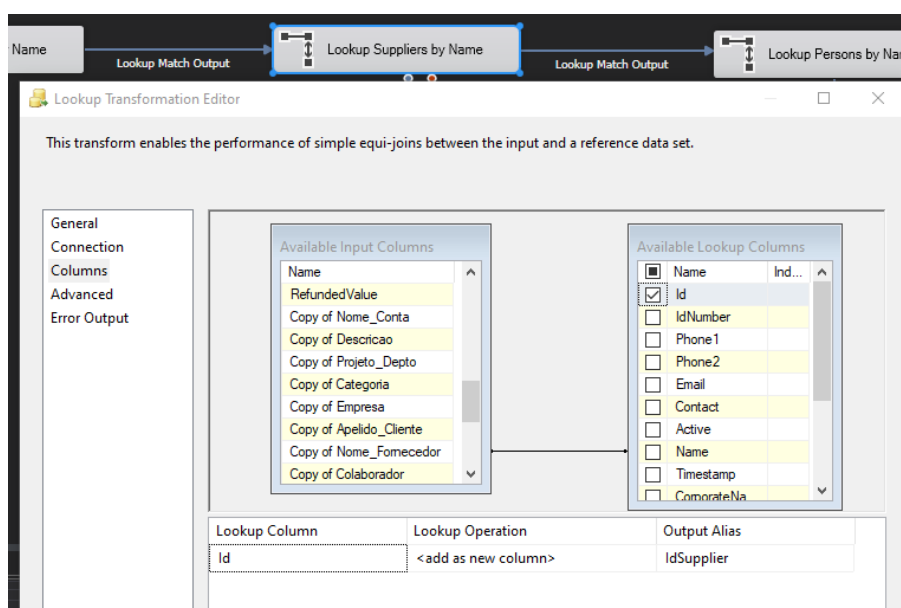 Name
Lookup Match Output
Lookup Suppliers by Name
Lookup Match Output
Lookup Persons by Na
Lookup Transformation Editor
This transform enables the performance of simple equi-joins between the input and a reference data set.
General
Connection
Columns
Advanced
Error Output
Available Input Columns
Name
RefundedValue
Copy of Nome_Conta
Copy of Descricao
Copy of Projeto_Depto
Copy of Categoria
Copy of Empresa
Copy of Apelido_Cliente
Copy of Nome_Fornecedor
Copy of Colaborador
Available Lookup Columns
Name Ind...
Id
IdNumber
Phone1
Phone2
Email
Contact
Active
Name
Timestamp
CorporateNa
Lookup Column Lookup Operation Output Alias
Id <add as new column> IdSupplier